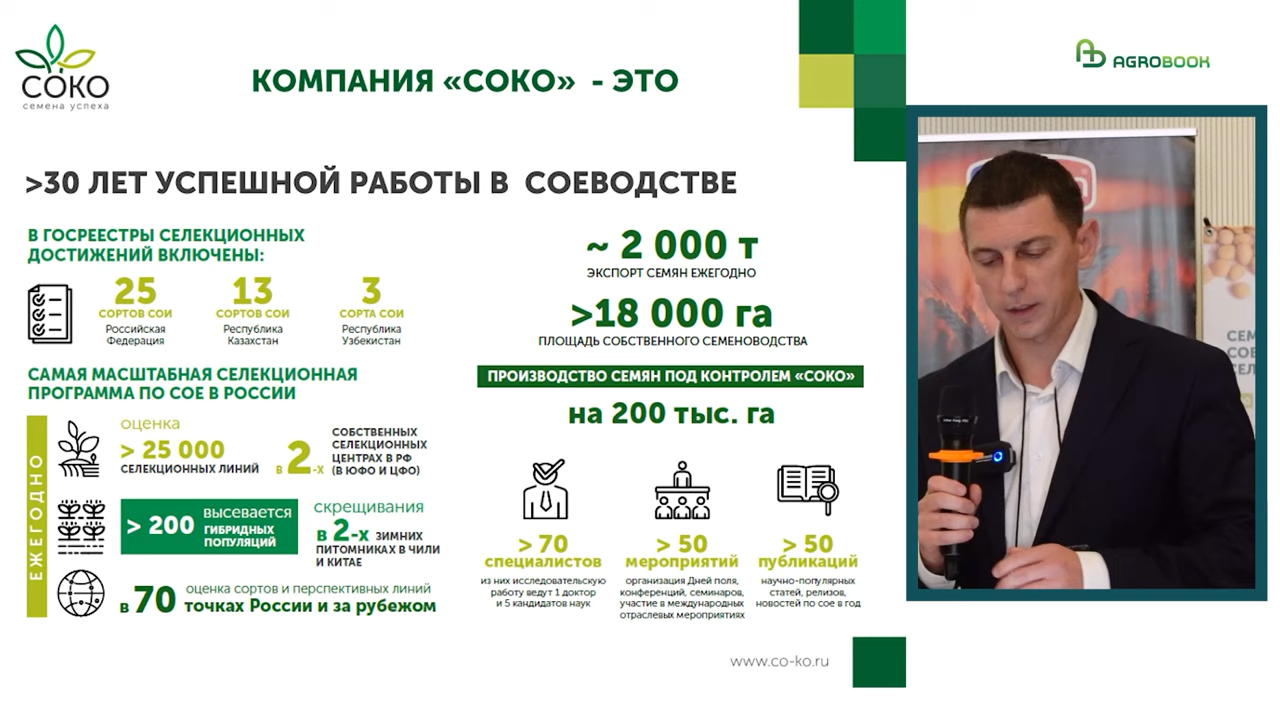 СОКО
семена успеха
КОМПАНИЯ «СОКО» - ЭТО
AGROBOOK
>30 ЛЕТ УСПЕШНОЙ РАБОТЫ В СОЕВОДСТВЕ
В ГОСРЕЕСТРЫ СЕЛЕКЦИОННЫХ
ДОСТИЖЕНИЙ ВКЛЮЧЕНЫ:
25
СОРТОВ СОИ
Российская
Федерация
13
СОРТОВ СОИ
Республика
Казахстан
3
СОРТА СОИ
Республика
Узбекистан
САМАЯ МАСШТАБНАЯ СЕЛЕКЦИОННАЯ
ПРОГРАММА ПО СОЕ В РОССИИ
ЕЖЕГОДНО
оценка
> 25 000
СЕЛЕКЦИОННЫХ ЛИНИЙ
в 2-х
СОБСТВЕННЫХ
СЕЛЕКЦИОННЫХ
ЦЕНТРАХ В РФ
(В ЮФО И ЦФО)
> 200 высевается
ГИБРИДНЫХ
ПОПУЛЯЦИЙ
скрещивания
в 2-х ЗИМНИХ
ПИТОМНИКАХ В ЧИЛИ
И КИТАЕ
оценка сортов и перспективных линий
в 70 точках России и за рубежом
~ 2 000 т
ЭКСПОРТ СЕМЯН ЕЖЕГОДНО
>18 000 га
ПЛОЩАДЬ СОБСТВЕННОГО СЕМЕНОВОДСТВА
ПРОИЗВОДСТВО СЕМЯН ПОД КОНТРОЛЕМ «СОКО»
на 200 тыс. га
> 70
специалистов
из них исследовательскую
работу ведут 1 доктор
и 5 кандидатов наук
> 50
мероприятий
организация Дней поля,
конференций, семинаров,
участие в международных
отраслевых мероприятиях
> 50
публикаций
научно-популярных
статей, релизов,
новостей по сое в год
www.co-ko.ru